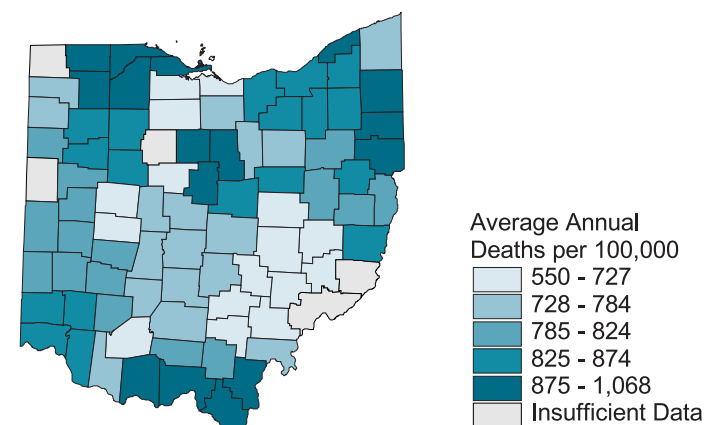 Average Annual
Deaths per 100,000
550 - 727
728 - 784
785 - 824
825 - 874
875 - 1,068
Insufficient Data